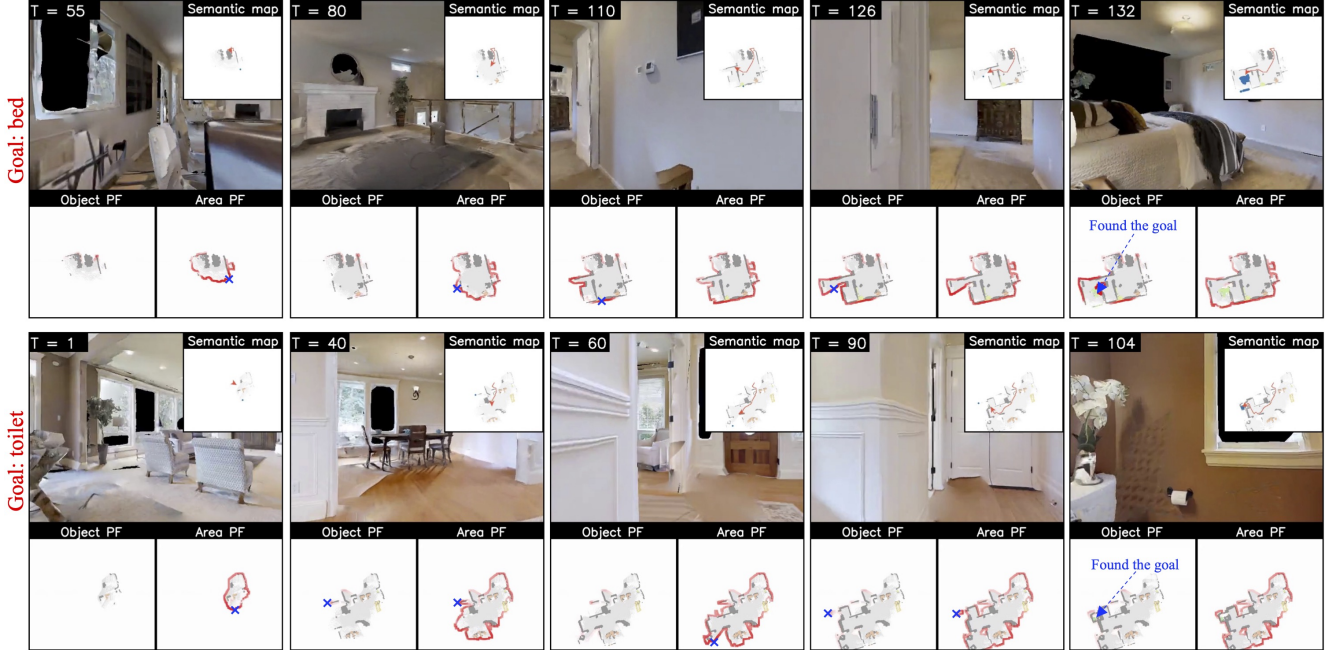 Goal: bed
T = 55
Semantic map
Object PF
Area PF
T = 80
Semantic map
Object PF
Area PF
T = 110
Semantic map
Object PF
Area PF
T = 126
Semantic map
Object PF
Area PF
T = 132
Semantic map
Object PF
Area PF
Found the goal
Goal: toilet
T = 1
Semantic map
Object PF
Area PF
T = 40
Semantic map
Object PF
Area PF
T = 60
Semantic map
Object PF
Area PF
T = 90
Semantic map
Object PF
Area PF
T = 104
Semantic map
Object PF
Area PF
Found the goal